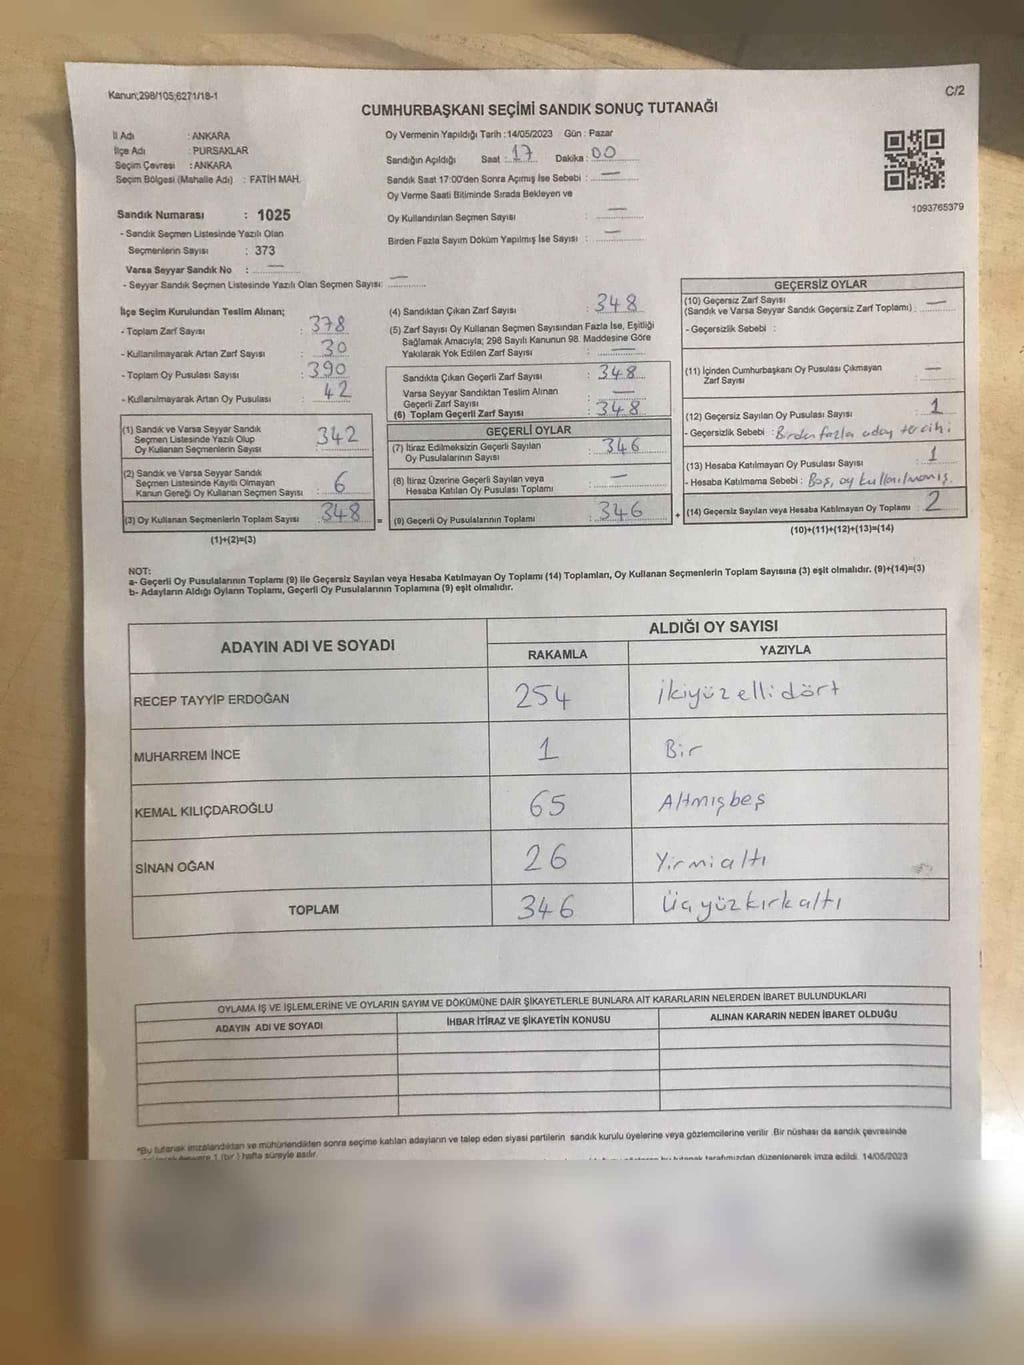 Kanun;298/105;6271/18-1
C/2
CUMHURBAŞKANI SEÇİMİ SANDIK SONUÇ TUTANAĞI
İl Adı : ANKARA
İlçe Adı : PURSAKLAR
Seçim Çevresi : ANKARA
Seçim Bölgesi (Mahalle Adı) : FATİH MAH.
Oy Vermenin Yapıldığı Tarih : 14/05/2023 Gün : Pazar
Sandığın Açıldığı Saat : 17 Dakika : 00
Sandık Saat 17:00'den Sonra Açımış İse Sebebi : —
Oy Verme Saati Bitiminde Sırada Bekleyen ve
Oy Kullandırılan Seçmen Sayısı : —
Birden Fazla Sayım Döküm Yapılmış İse Sayısı : —
1093765379
Sandık Numarası : 1025
- Sandık Seçmen Listesinde Yazılı Olan
Seçmenlerin Sayısı : 373
Varsa Seyyar Sandık No : —
- Seyyar Sandık Seçmen Listesinde Yazılı Olan Seçmen Sayısı: —
İlçe Seçim Kurulundan Teslim Alınan;
- Toplam Zarf Sayısı : 378
- Kullanılmayarak Artan Zarf Sayısı : 30
- Toplam Oy Pusulası Sayısı : 390
- Kullanılmayarak Artan Oy Pusulası : 42
(1) Sandık ve Varsa Seyyar Sandık
Seçmen Listesinde Yazılı Olup
Oy Kullanan Seçmenlerin Sayısı : 342
(2) Sandık ve Varsa Seyyar Sandık
Seçmen Listesinde Kayıtlı Olmayan
Kanun Gereği Oy Kullanan Seçmen Sayısı : 6
(3) Oy Kullanan Seçmenlerin Toplam Sayısı : 348
(1)+(2)=(3)
(4) Sandıktan Çıkan Zarf Sayısı : 348
(5) Zarf Sayısı Oy Kullanan Seçmen Sayısından Fazla İse, Eşitliği
Sağlamak Amacıyla; 298 Sayılı Kanunun 98. Maddesine Göre
Yakılarak Yok Edilen Zarf Sayısı : —
Sandıkta Çıkan Geçerli Zarf Sayısı : 348
Varsa Seyyar Sandıktan Teslim Alınan
Geçerli Zarf Sayısı : —
(6) Toplam Geçerli Zarf Sayısı : 348
GEÇERLİ OYLAR
(7) İtiraz Edilmeksizin Geçerli Sayılan
Oy Pusulalarının Sayısı : 346
(8) İtiraz Üzerine Geçerli Sayılan veya
Hesaba Katılan Oy Pusulası Toplamı : —
= (9) Geçerli Oy Pusulalarının Toplamı : 346
GEÇERSİZ OYLAR
(10) Geçersiz Zarf Sayısı
(Sandık ve Varsa Seyyar Sandık Geçersiz Zarf Toplamı) : —
- Geçersizlik Sebebi :
(11) İçinden Cumhurbaşkanı Oy Pusulası Çıkmayan
Zarf Sayısı : —
(12) Geçersiz Sayılan Oy Pusulası Sayısı : 1
- Geçersizlik Sebebi : Birden fazla aday tercihi
(13) Hesaba Katılmayan Oy Pusulası Sayısı : 1
- Hesaba Katılmama Sebebi : Boş, oy kullanılmamış.
+ (14) Geçersiz Sayılan veya Hesaba Katılmayan Oy Toplamı : 2
(10)+(11)+(12)+(13)=(14)
NOT:
a- Geçerli Oy Pusulalarının Toplamı (9) ile Geçersiz Sayılan veya Hesaba Katılmayan Oy Toplamı (14) Toplamları, Oy Kullanan Seçmenlerin Toplam Sayısına (3) eşit olmalıdır. (9)+(14)=(3)
b- Adayların Aldığı Oyların Toplamı, Geçerli Oy Pusulalarının Toplamına (9) eşit olmalıdır.
ADAYIN ADI VE SOYADI
ALDIĞI OY SAYISI
RAKAMLA YAZIYLA
RECEP TAYYİP ERDOĞAN 254 İkiyüzellidört
MUHARREM İNCE 1 Bir
KEMAL KILIÇDAROĞLU 65 Altmışbeş
SİNAN OĞAN 26 Yirmialtı
TOPLAM 346 Üçyüzkırkaltı
OYLAMA İŞ VE İŞLEMLERİNE VE OYLARIN SAYIM VE DÖKÜMÜNE DAİR ŞİKAYETLERLE BUNLARA AİT KARARLARIN NELERDEN İBARET BULUNDUKLARI
ADAYIN ADI VE SOYADI İHBAR İTİRAZ VE ŞİKAYETİN KONUSU ALINAN KARARIN NEDEN İBARET OLDUĞU
*Bu tutanak imzalandıktan ve mühürlendikten sonra seçime katılan adayların ve talep eden siyasi partilerin sandık kurulu üyelerine veya gözlemcilerine verilir. Bir nüshası da sandık çevresinde
1 (bir) hafta süreyle asılır.
bu tutanak tarafımızdan düzenlenerek imza edildi. 14/05/2023